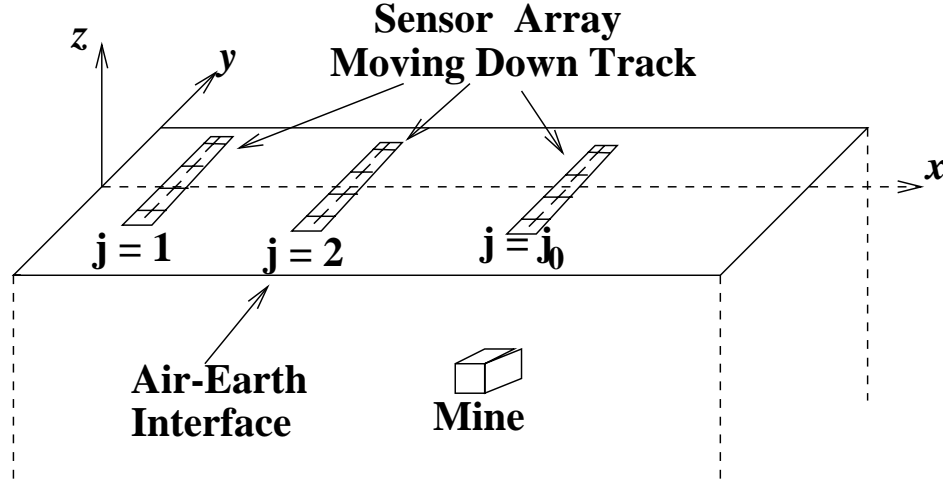 Sensor Array
Moving Down Track
z
y
x
j = 1
j = 2
j = j0
Air-Earth
Interface
Mine